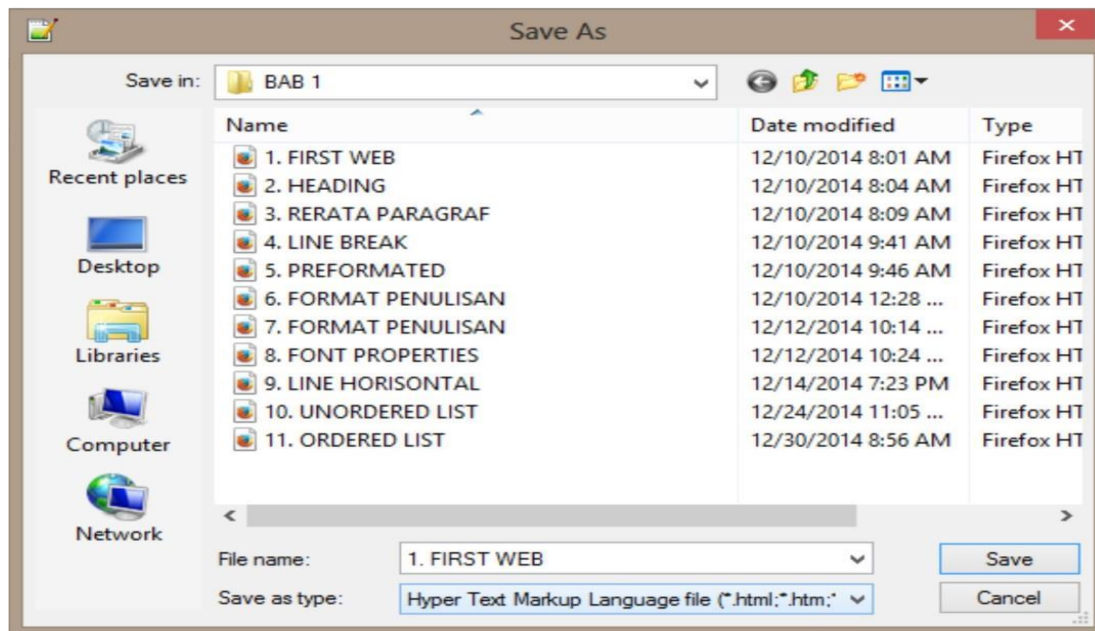 Save As
Save in: BAB 1
Name Date modified Type
1. FIRST WEB 12/10/2014 8:01 AM Firefox HT
2. HEADING 12/10/2014 8:04 AM Firefox HT
3. RERATA PARAGRAF 12/10/2014 8:09 AM Firefox HT
4. LINE BREAK 12/10/2014 9:41 AM Firefox HT
5. PREFORMATED 12/10/2014 9:46 AM Firefox HT
6. FORMAT PENULISAN 12/10/2014 12:28 ... Firefox HT
7. FORMAT PENULISAN 12/12/2014 10:14 ... Firefox HT
8. FONT PROPERTIES 12/12/2014 10:24 ... Firefox HT
9. LINE HORISONTAL 12/14/2014 7:23 PM Firefox HT
10. UNORDERED LIST 12/24/2014 11:05 ... Firefox HT
11. ORDERED LIST 12/30/2014 8:56 AM Firefox HT
Recent places
Desktop
Libraries
Computer
Network
File name: 1. FIRST WEB Save
Save as type: Hyper Text Markup Language file (*.html;*.htm;* Cancel